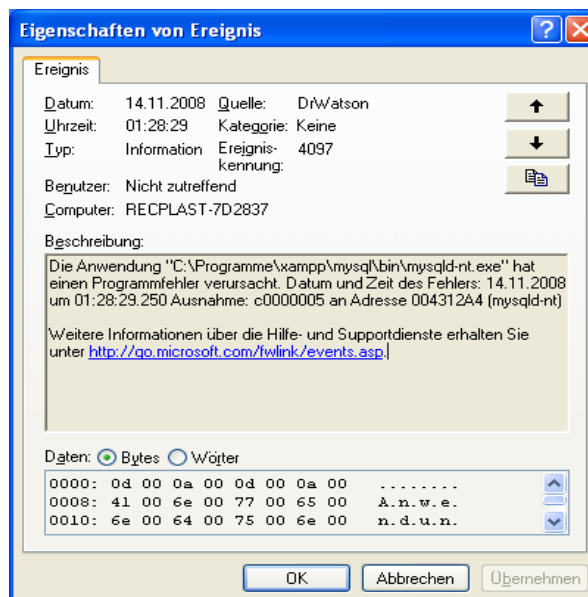 Eigenschaften von Ereignis
Ereignis
Datum: 14.11.2008 Quelle: DrWatson
Uhrzeit: 01:28:29 Kategorie: Keine
Typ: Information Ereignis-
kennung: 4097
Benutzer: Nicht zutreffend
Computer: RECPLAST-7D2837
Beschreibung:
Die Anwendung "C:\Programme\xampp\mysql\bin\mysqld-nt.exe" hat
einen Programmfehler verursacht. Datum und Zeit des Fehlers: 14.11.2008
um 01:28:29.250 Ausnahme: c0000005 an Adresse 004312A4 (mysqld-nt)
Weitere Informationen über die Hilfe- und Supportdienste erhalten Sie
unter http://go.microsoft.com/fwlink/events.asp.
Daten: Bytes Wörter
0000: 0d 00 0a 00 0d 00 0a 00 ........
0008: 41 00 6e 00 77 00 65 00 A.n.w.e.
0010: 6e 00 64 00 75 00 6e 00 n.d.u.n.
OK Abbrechen Übernehmen